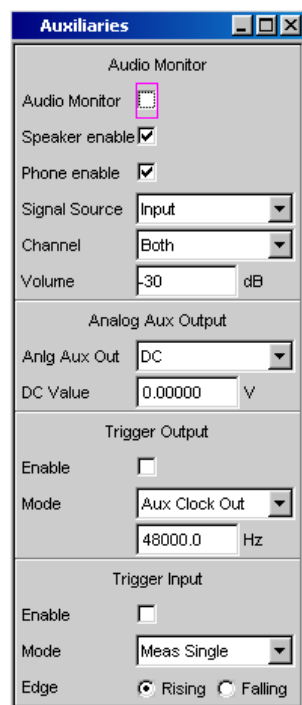 Auxiliaries
Audio Monitor
Audio Monitor
Speaker enable
Phone enable
Signal Source Input
Channel Both
Volume -30 dB
Analog Aux Output
Anlg Aux Out DC
DC Value 0.00000 V
Trigger Output
Enable
Mode Aux Clock Out
48000.0 Hz
Trigger Input
Enable
Mode Meas Single
Edge Rising Falling